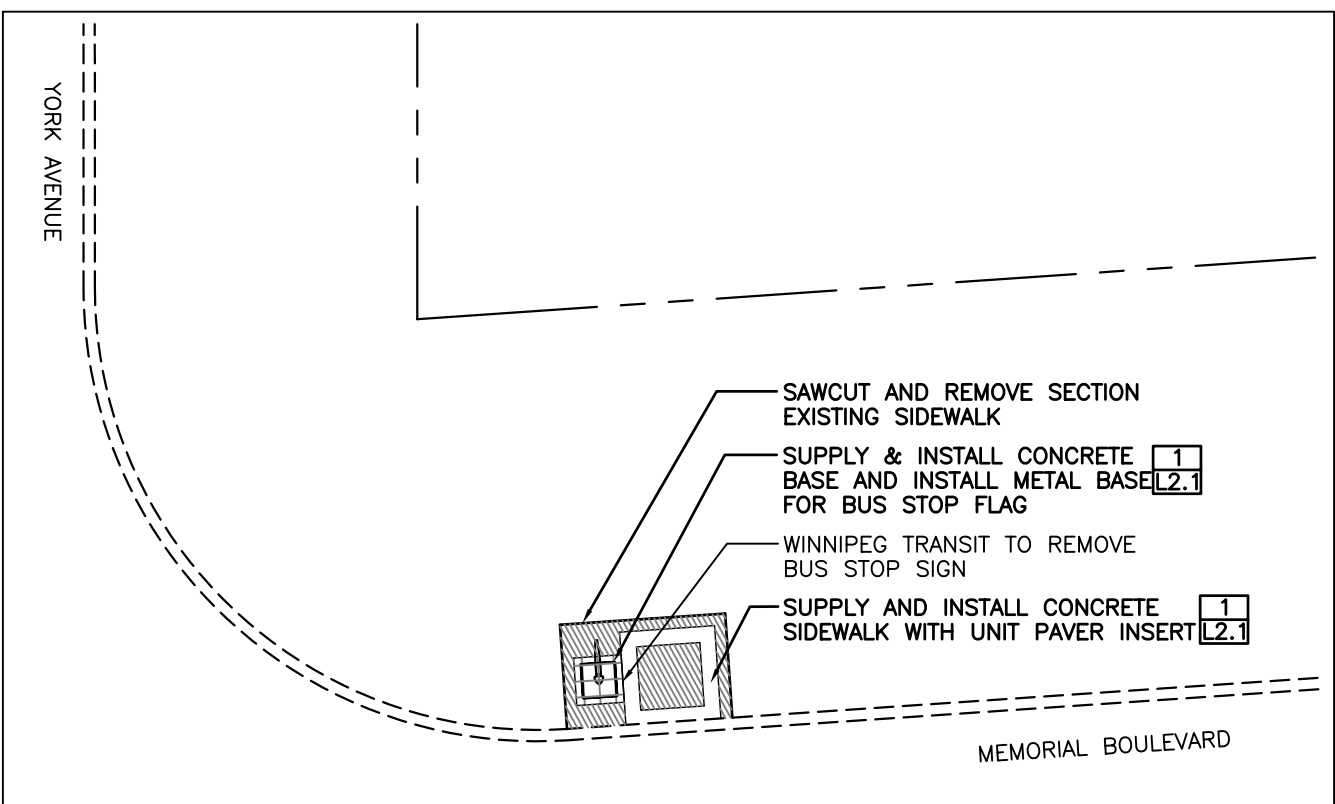 YORK AVENUE
SAWCUT AND REMOVE SECTION
EXISTING SIDEWALK
SUPPLY & INSTALL CONCRETE 1
BASE AND INSTALL METAL BASE L2.1
FOR BUS STOP FLAG
WINNIPEG TRANSIT TO REMOVE
BUS STOP SIGN
SUPPLY AND INSTALL CONCRETE 1
SIDEWALK WITH UNIT PAVER INSERT L2.1
MEMORIAL BOULEVARD